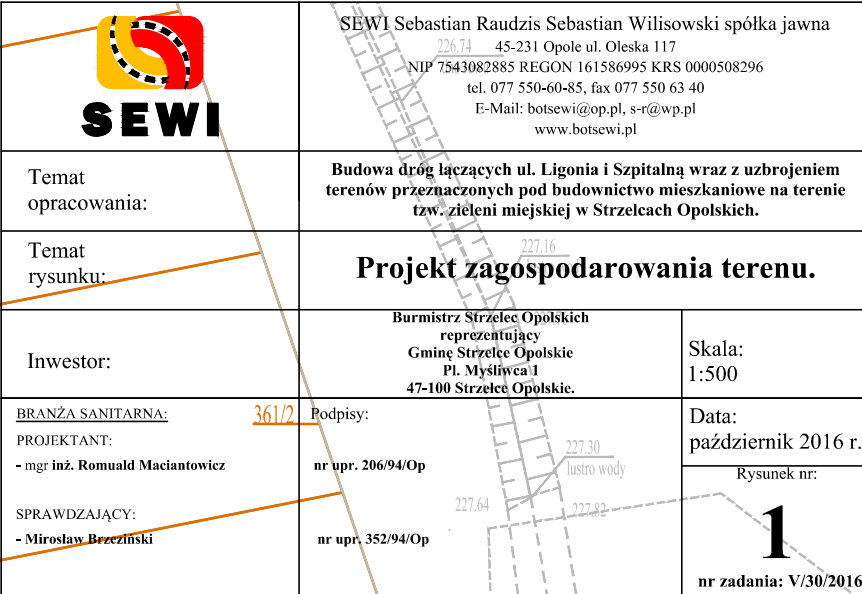 SEWI
SEWI Sebastian Raudzis Sebastian Wilisowski spółka jawna
45-231 Opole ul. Oleska 117
NIP 7543082885 REGON 161586995 KRS 0000508296
tel. 077 550-60-85, fax 077 550 63 40
E-Mail: botsewi@op.pl, s-r@wp.pl
www.botsewi.pl
226.74
Temat
opracowania:
Budowa dróg łączących ul. Ligonia i Szpitalną wraz z uzbrojeniem
terenów przeznaczonych pod budownictwo mieszkaniowe na terenie
tzw. zieleni miejskiej w Strzelcach Opolskich.
Temat
rysunku:
227.16
Projekt zagospodarowania terenu.
Inwestor:
Burmistrz Strzelec Opolskich
reprezentujący
Gminę Strzelce Opolskie
Pl. Myśliwca 1
47-100 Strzelce Opolskie.
Skala:
1:500
BRANŻA SANITARNA:
361/2
Podpisy:
PROJEKTANT:
- mgr inż. Romuald Maciantowicz
nr upr. 206/94/Op
SPRAWDZAJĄCY:
- Mirosław Brzeziński
nr upr. 352/94/Op
227.30
lustro wody
227.64
227.82
Data:
październik 2016 r.
Rysunek nr:
1
nr zadania: V/30/2016